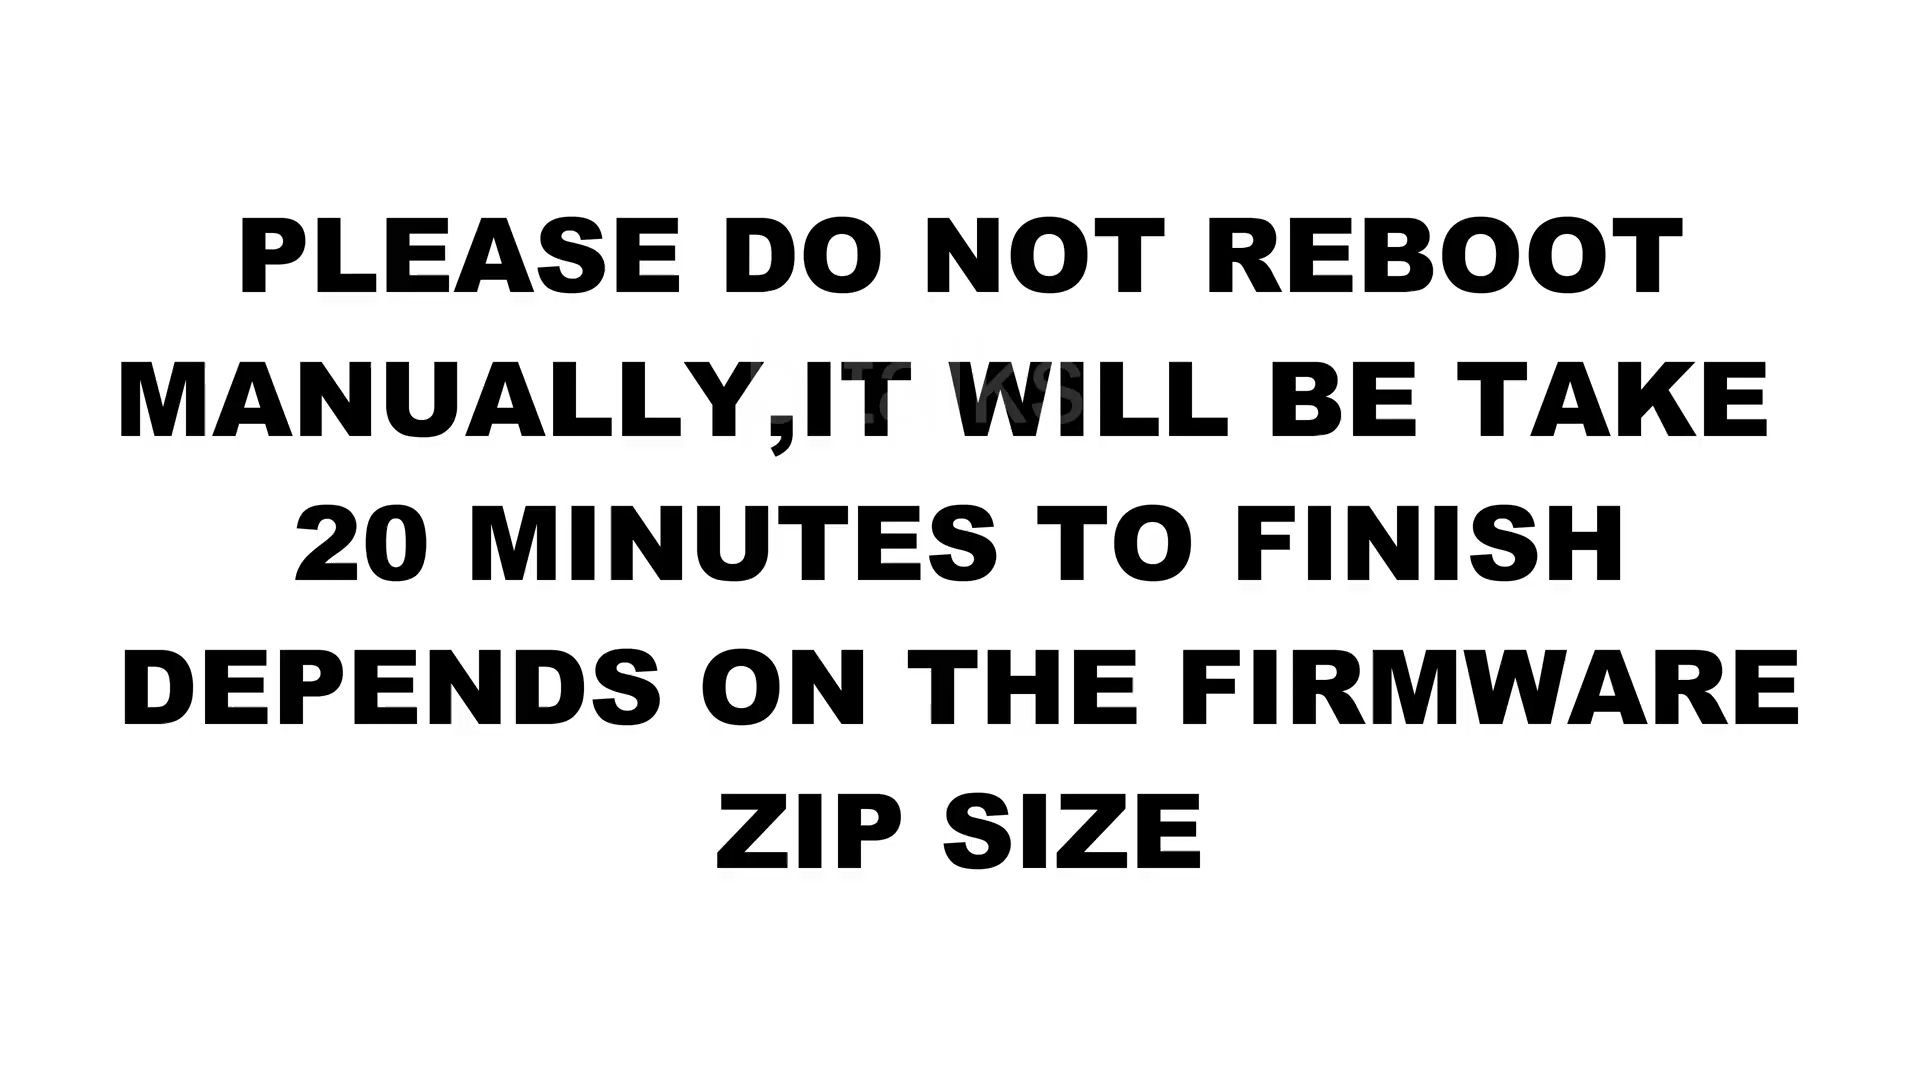 PLEASE DO NOT REBOOT
MANUALLY,IT WILL BE TAKE
20 MINUTES TO FINISH
DEPENDS ON THE FIRMWARE
ZIP SIZE